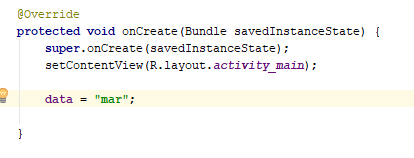 @Override
protected void onCreate(Bundle savedInstanceState) {
    super.onCreate(savedInstanceState);
    setContentView(R.layout.activity_main);
    data = "mar";
}